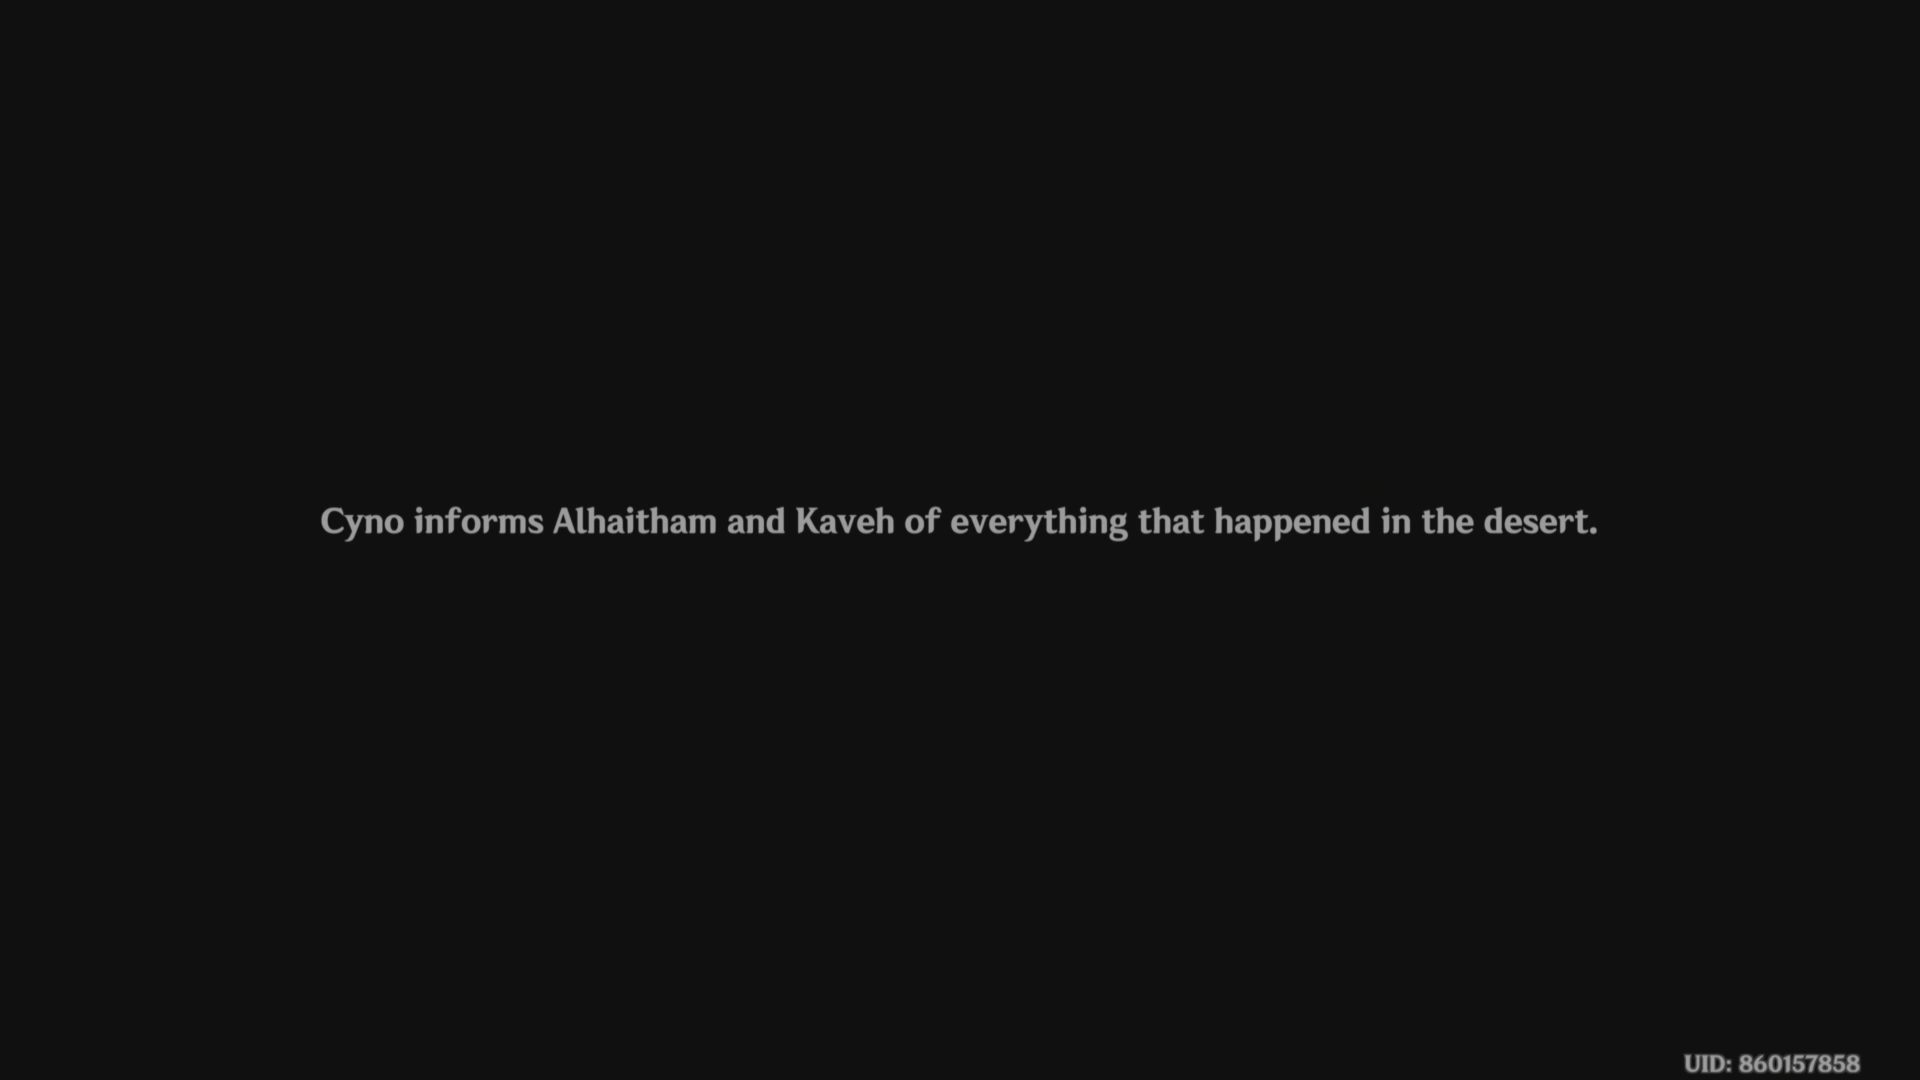 Cyno informs Alhaitham and Kaveh of everything that happened in the desert.
UID: 860157858